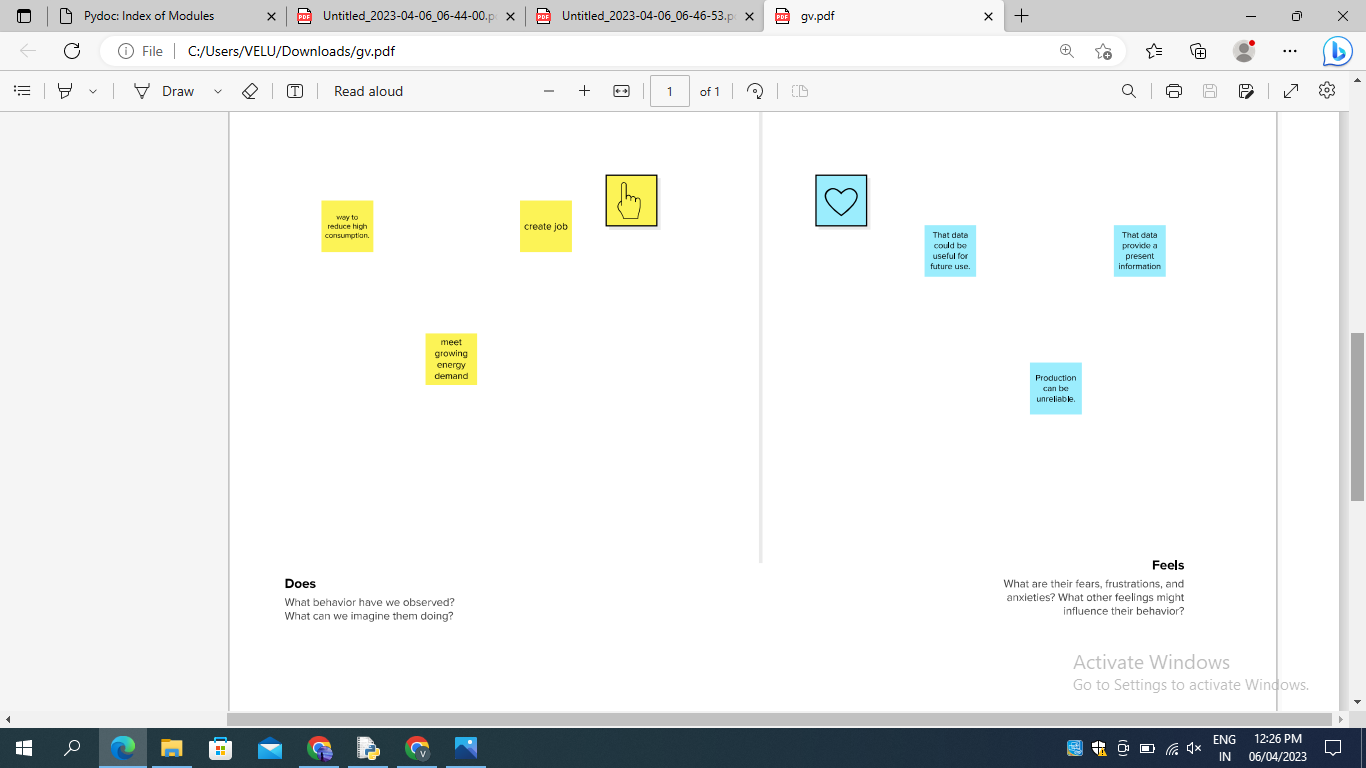 Pydoc: Index of Modules
Untitled_2023-04-06_06-44-00.p
Untitled_2023-04-06_06-46-53.p
gv.pdf
File
C:/Users/VELU/Downloads/gv.pdf
Draw
Read aloud
1
of 1
way to
reduce high
consumption.
create job
meet
growing
energy
demand
That data
could be
useful for
future use.
That data
provide a
present
information
Production
can be
unreliable.
Does
What behavior have we observed?
What can we imagine them doing?
Feels
What are their fears, frustrations, and
anxieties? What other feelings might
influence their behavior?
Activate Windows
Go to Settings to activate Windows.
ENG
IN
12:26 PM
06/04/2023